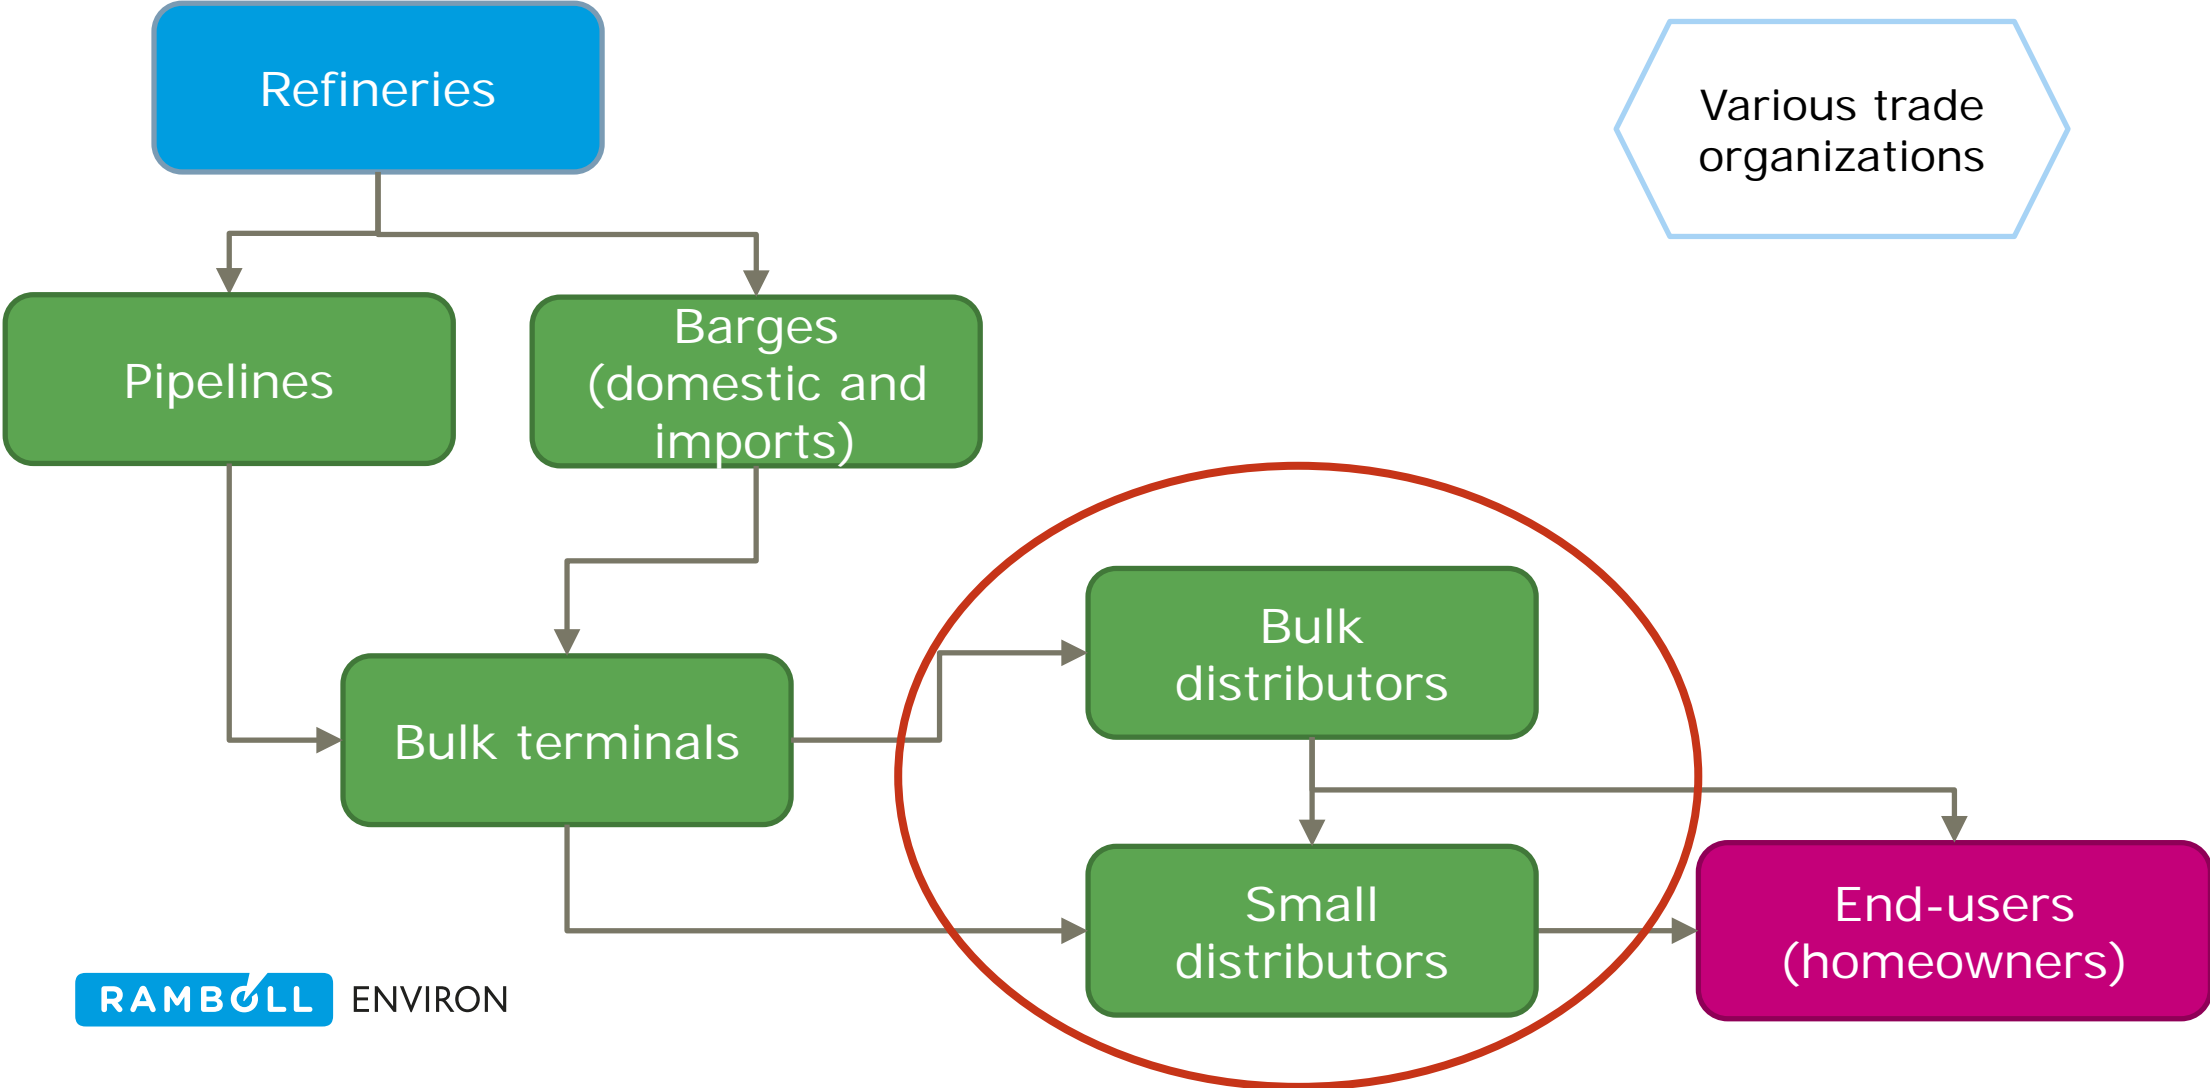 Refineries
Various trade
organizations
Pipelines
Barges
(domestic and
imports)
Bulk terminals
Bulk
distributors
Small
distributors
End-users
(homeowners)
RAMBOLL ENVIRON